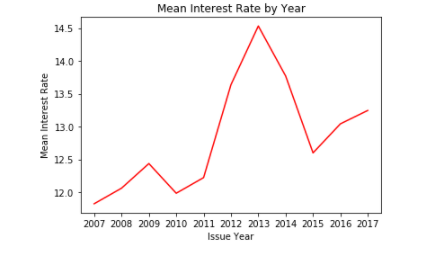 Mean Interest Rate by Year
14.5
14.0
13.5
13.0
12.5
12.0
Mean Interest Rate
2007 2008 2009 2010 2011 2012 2013 2014 2015 2016 2017
Issue Year